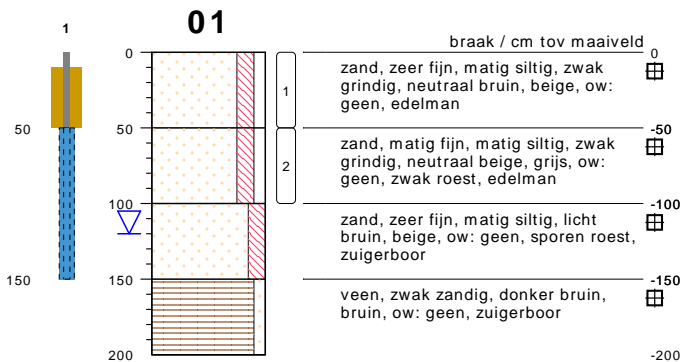 01
1
braak / cm tov maaiveld
0
0
zand, zeer fijn, matig siltig, zwak
grindig, neutraal bruin, beige, ow:
geen, edelman
1
50
50
-50
zand, matig fijn, matig siltig, zwak
grindig, neutraal beige, grijs, ow:
geen, zwak roest, edelman
2
100
-100
zand, zeer fijn, matig siltig, licht
bruin, beige, ow: geen, sporen roest,
zuigerboor
150
150
-150
veen, zwak zandig, donker bruin,
bruin, ow: geen, zuigerboor
200
-200